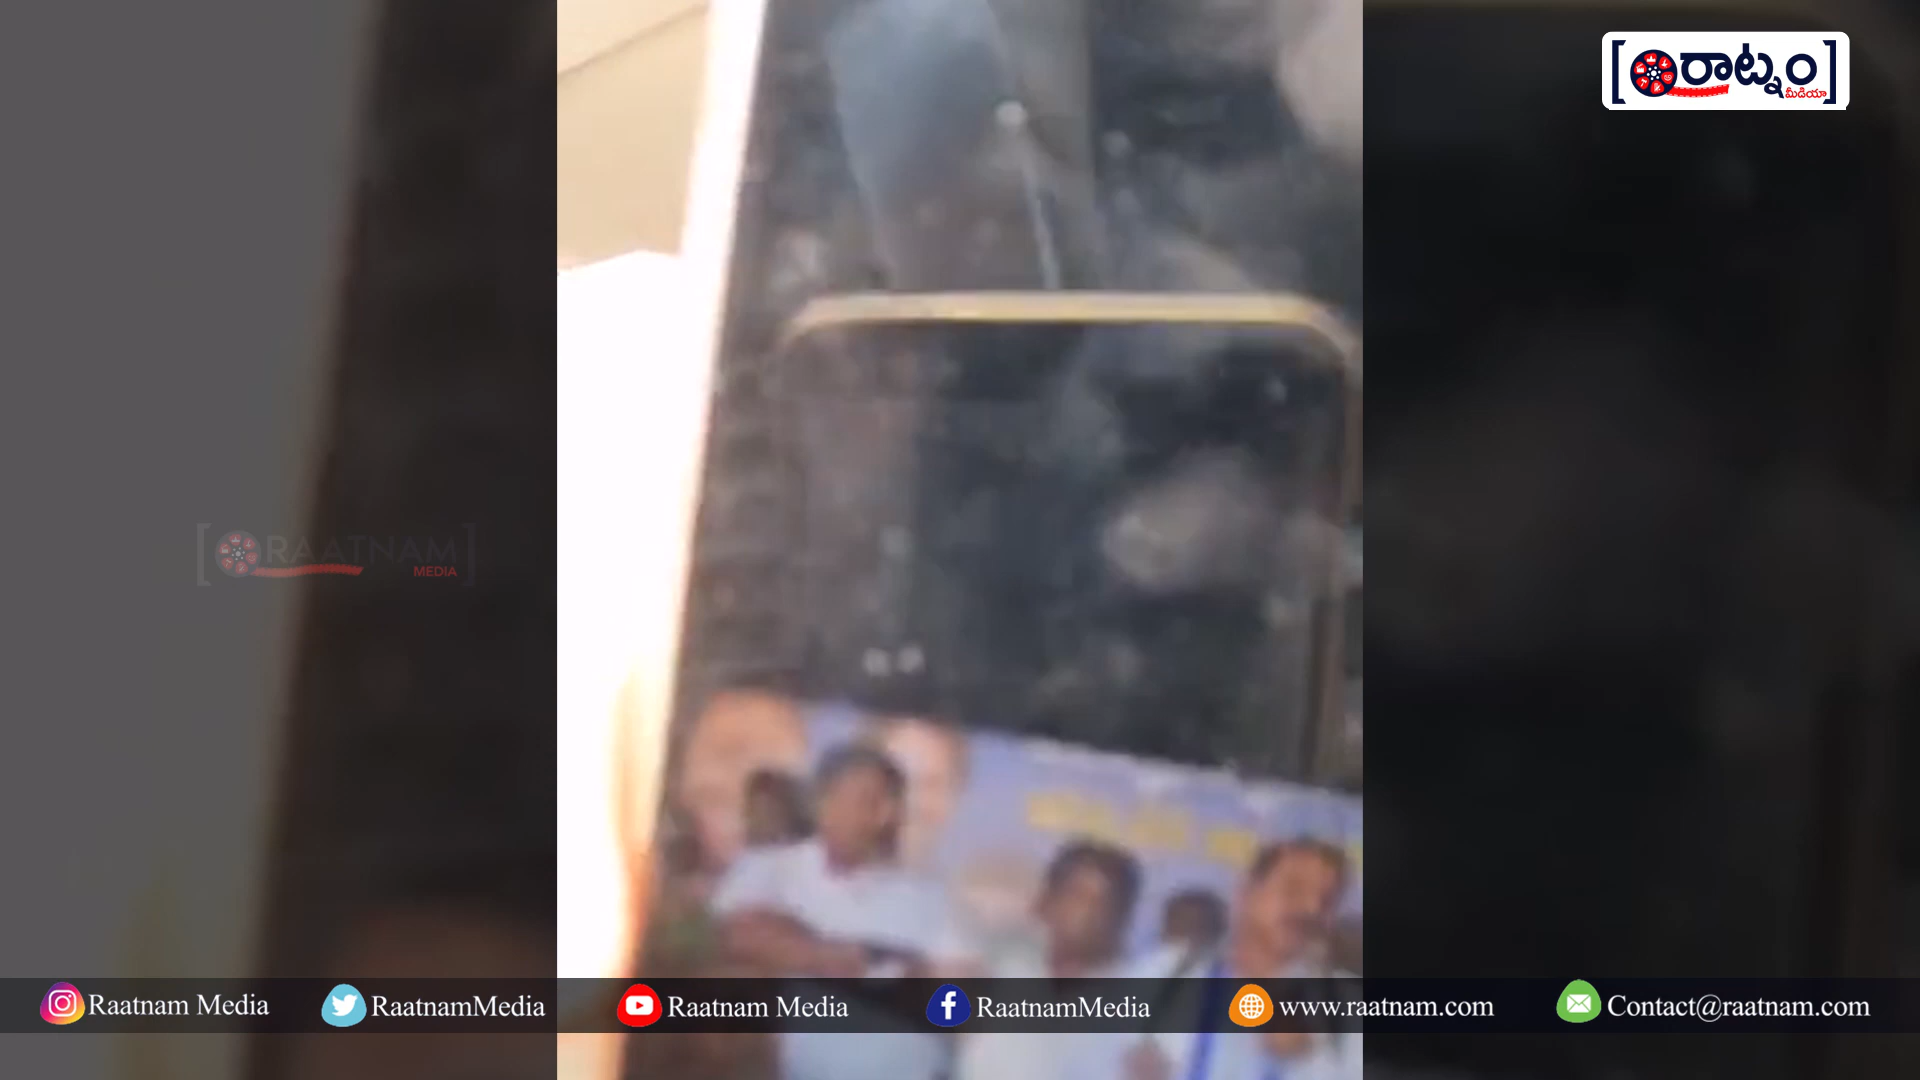 రాట్నం
మీడియా
RAATNAM
MEDIA
Raatnam Media
RaatnamMedia
Raatnam Media
RaatnamMedia
www.raatnam.com
Contact@raatnam.com